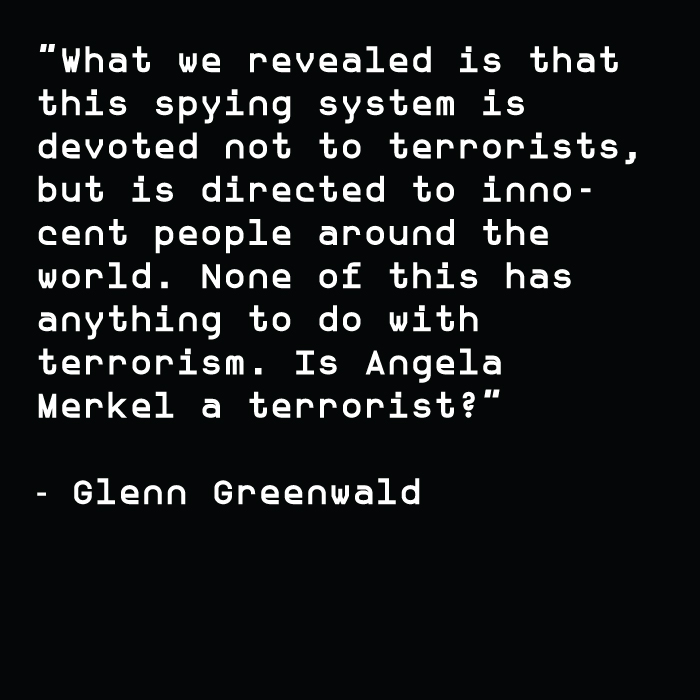 "What we revealed is that
this spying system is
devoted not to terrorists,
but is directed to inno-
cent people around the
world. None of this has
anything to do with
terrorism. Is Angela
Merkel a terrorist?"
- Glenn Greenwald